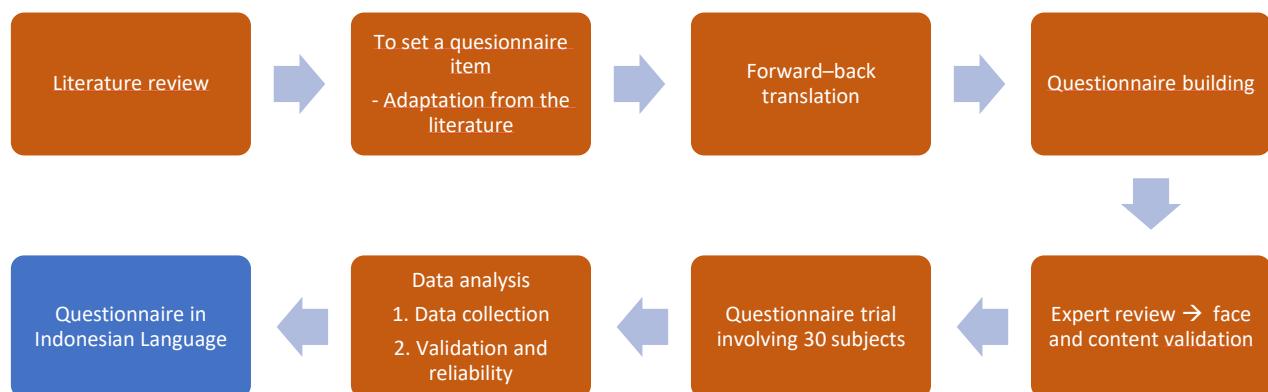 Literature review
To set a quesionnaire
item
- Adaptation from the
literature
Forward–back
translation
Questionnaire building
Expert review → face
and content validation
Questionnaire trial
involving 30 subjects
Data analysis
1. Data collection
2. Validation and
reliability
Questionnaire in
Indonesian Language